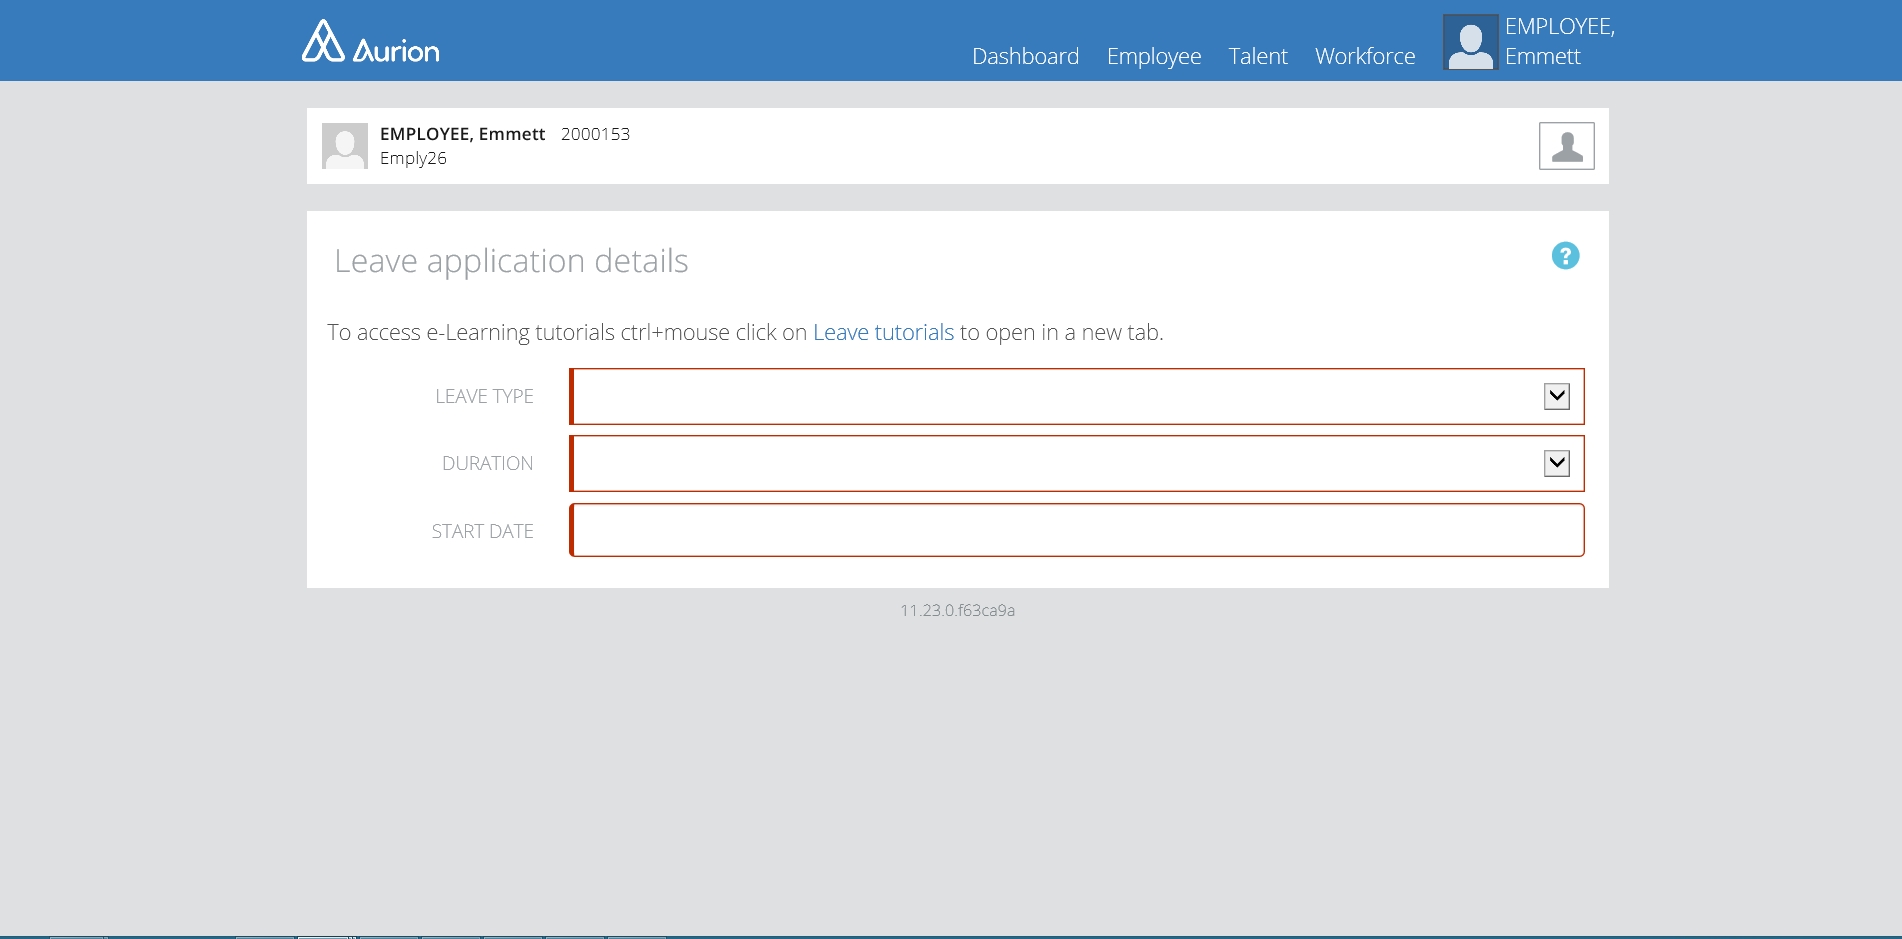 Aurion
Dashboard Employee Talent Workforce
EMPLOYEE,
Emmett
EMPLOYEE, Emmett 2000153
Emply26
Leave application details
?
To access e-Learning tutorials ctrl+mouse click on Leave tutorials to open in a new tab.
LEAVE TYPE
DURATION
START DATE
11.23.0.f63ca9a